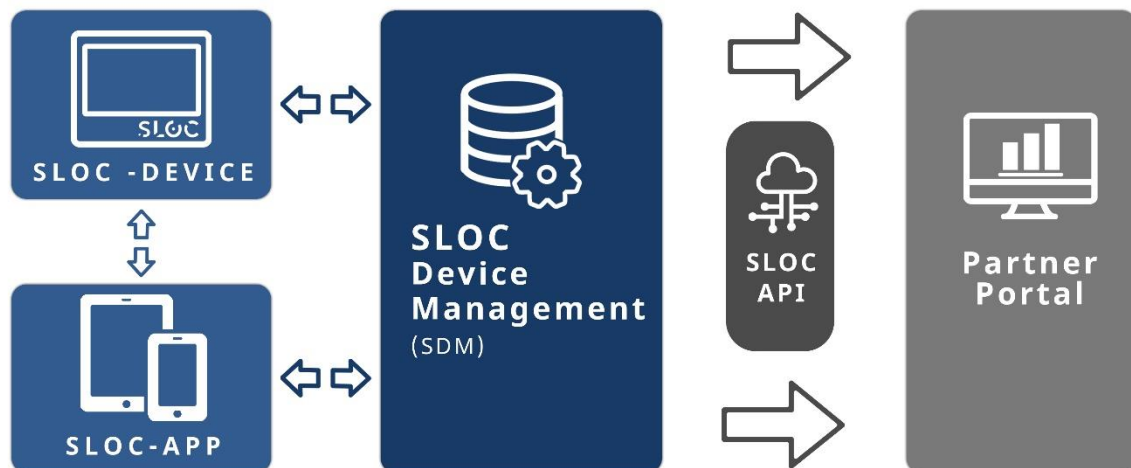 SLOC
SLOC -DEVICE
SLOC-APP
SLOC
Device
Management
(SDM)
SLOC
API
Partner
Portal